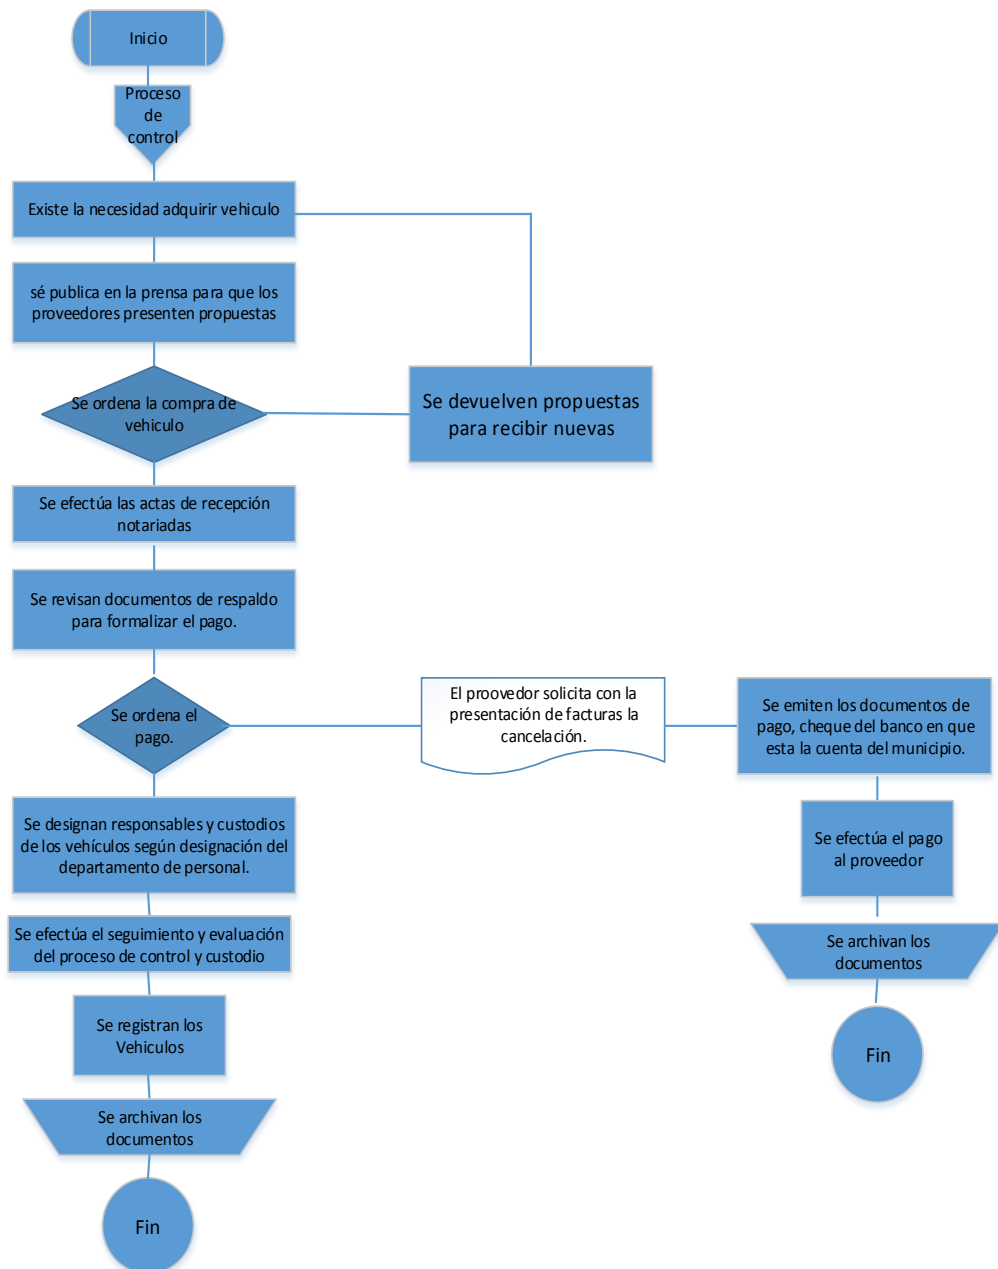 Inicio
Proceso
de
control
Existe la necesidad adquirir vehiculo
sé publica en la prensa para que los
proveedores presenten propuestas
Se ordena la compra de
vehiculo
Se devuelven propuestas
para recibir nuevas
Se efectúa las actas de recepción
notariadas
Se revisan documentos de respaldo
para formalizar el pago.
Se ordena el
pago.
El proovedor solicita con la
presentación de facturas la
cancelación.
Se emiten los documentos de
pago, cheque del banco en que
esta la cuenta del municipio.
Se efectúa el pago
al proveedor
Se archivan los
documentos
Fin
Se designan responsables y custodios
de los vehículos según designación del
departamento de personal.
Se efectúa el seguimiento y evaluación
del proceso de control y custodio
Se registran los
Vehiculos
Se archivan los
documentos
Fin